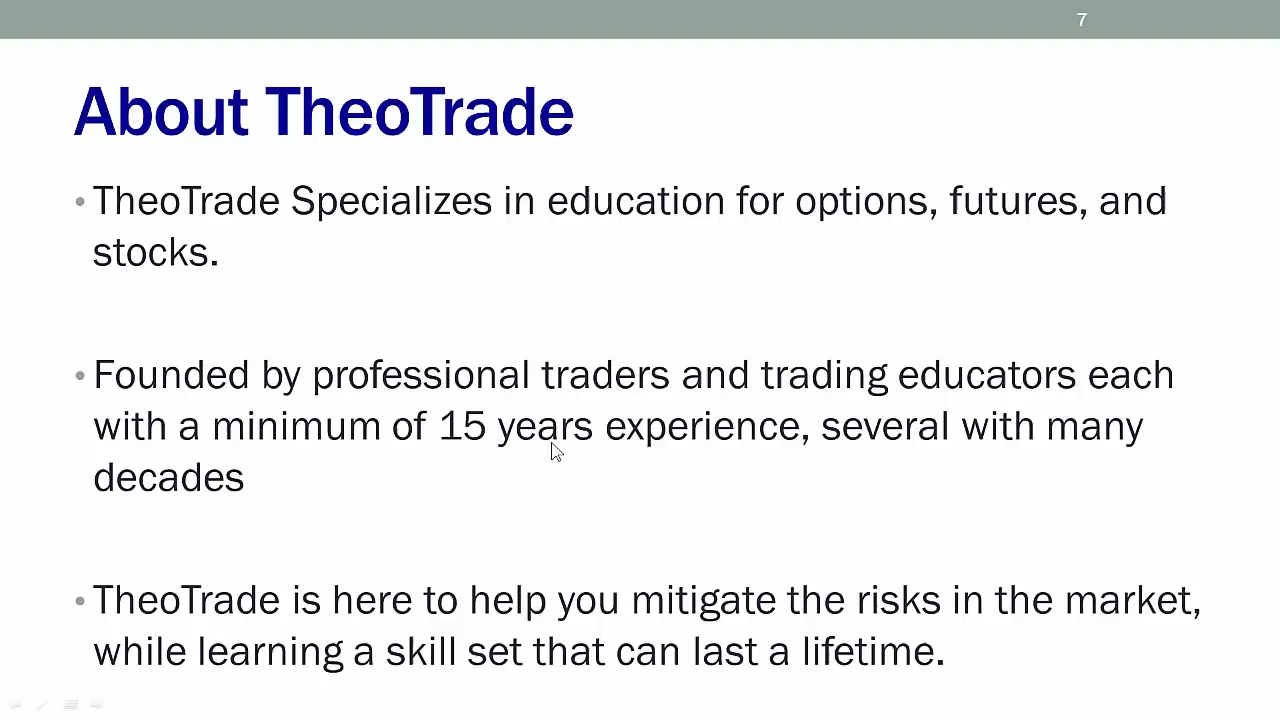 7
About TheoTrade
• TheoTrade Specializes in education for options, futures, and
stocks.
• Founded by professional traders and trading educators each
with a minimum of 15 years experience, several with many
decades
• TheoTrade is here to help you mitigate the risks in the market,
while learning a skill set that can last a lifetime.